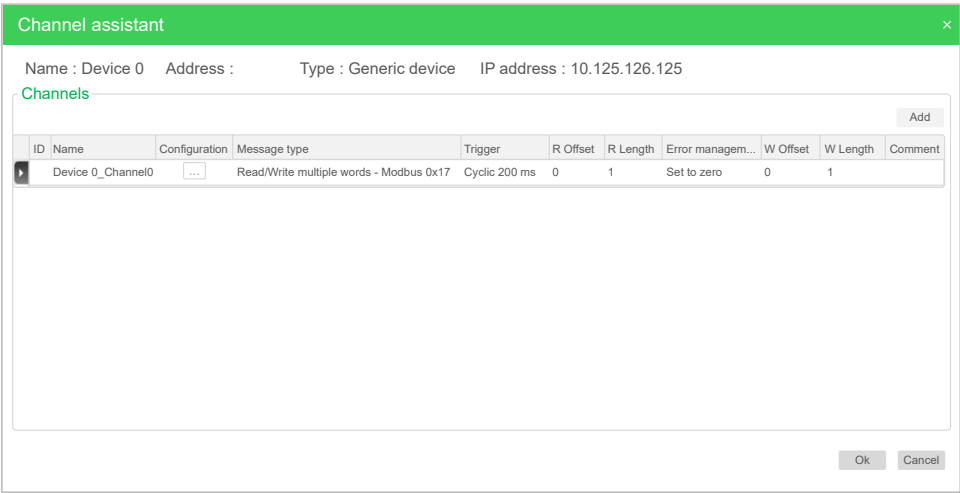 Channel assistant ×
Name : Device 0 Address : Type : Generic device IP address : 10.125.126.125
Channels
Add
ID Name Configuration Message type Trigger R Offset R Length Error managem... W Offset W Length Comment
Device 0_Channel0 ... Read/Write multiple words - Modbus 0x17 Cyclic 200 ms 0 1 Set to zero 0 1
Ok Cancel